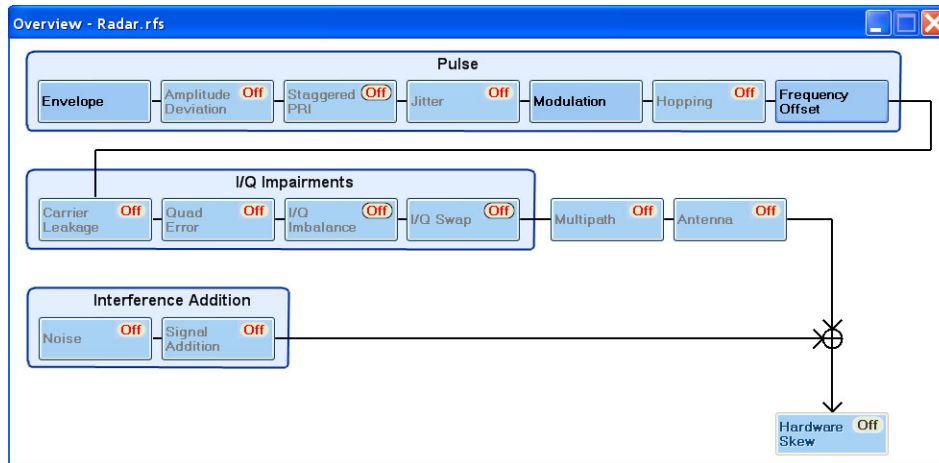 Overview - Radar.rfs
Pulse
Envelope
Amplitude Deviation Off
Staggered PRI Off
Jitter Off
Modulation
Hopping Off
Frequency Offset
I/Q Impairments
Carrier Leakage Off
Quad Error Off
I/Q Imbalance Off
I/Q Swap Off
Multipath Off
Antenna Off
Interference Addition
Noise Off
Signal Addition Off
Hardware Skew Off